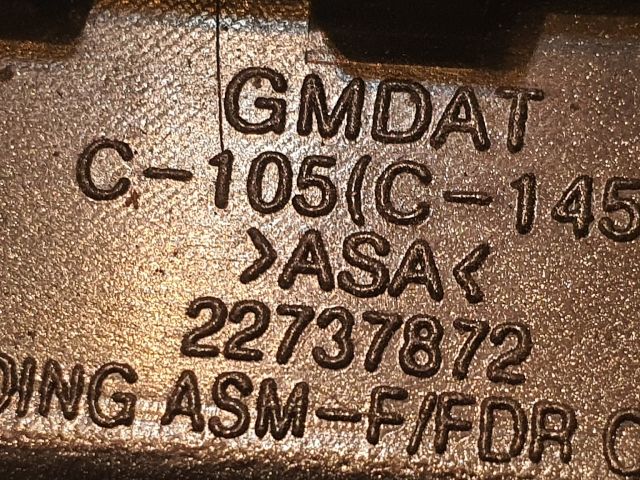 GMDAT
C-105(C-145
>ASA<
22737872
DING ASM-F/FDR